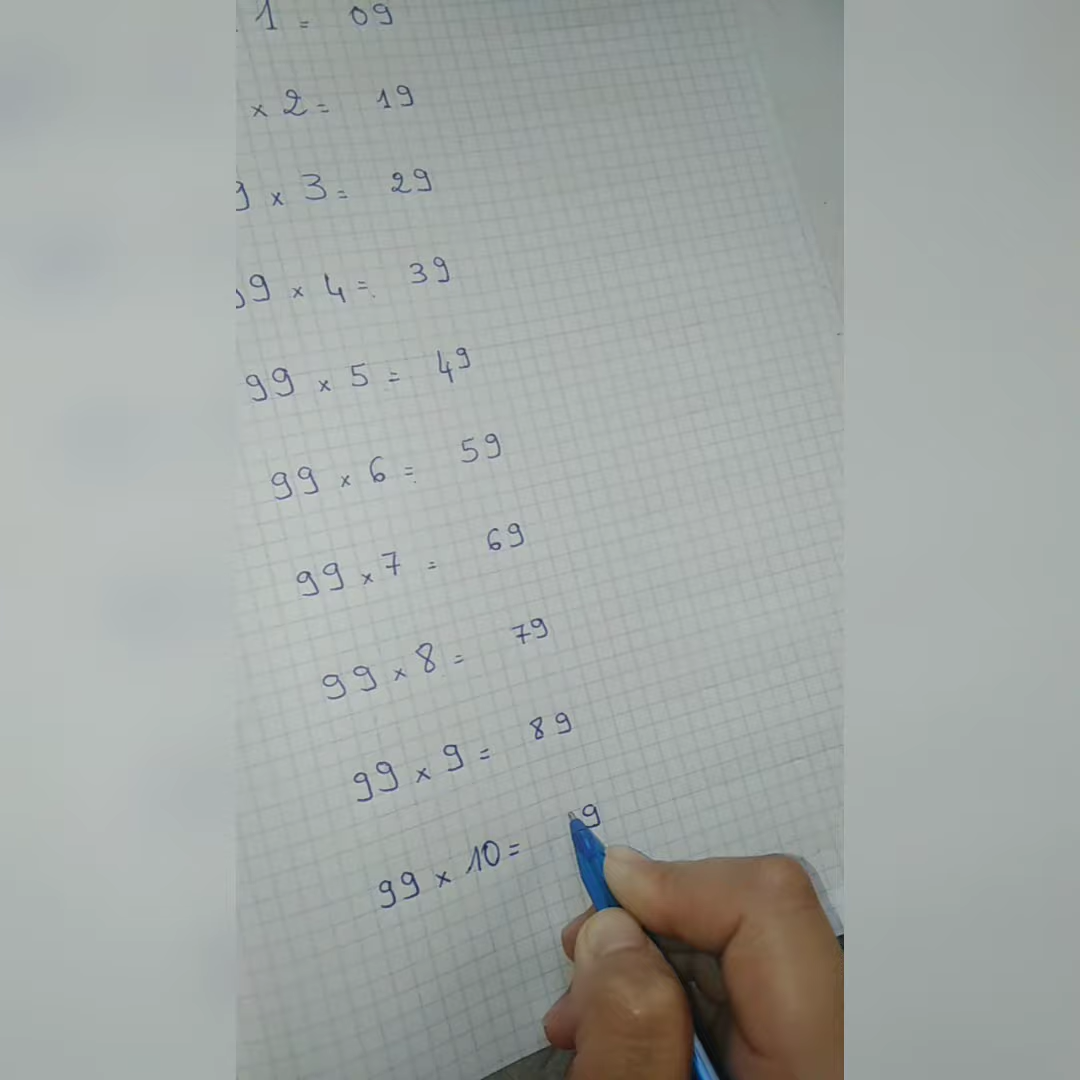 1 = 09
× 2 = 19
9 × 3 = 29
99 × 4 = 39
99 × 5 = 49
99 × 6 = 59
99 × 7 = 69
99 × 8 = 79
99 × 9 = 89
99 × 10 = 9